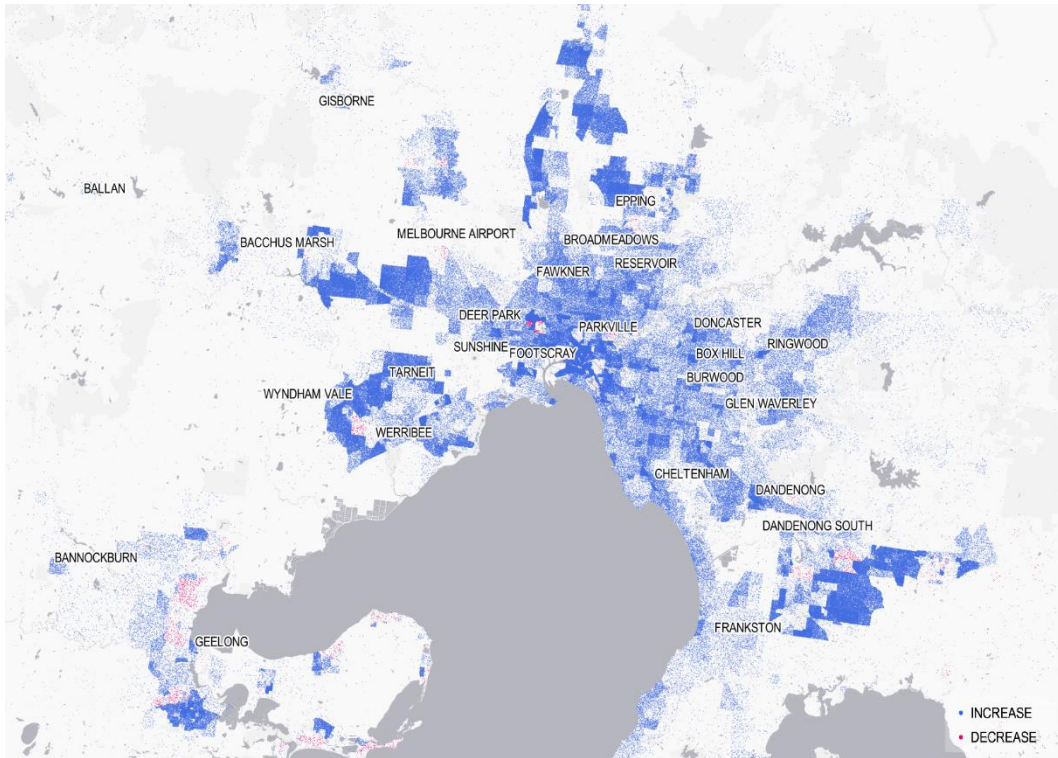 GISBORNE
BALLAN
EPPING
MELBOURNE AIRPORT
BROADMEADOWS
BACCHUS MARSH
RESERVOIR
FAWKNER
DEER PARK
PARKVILLE
DONCASTER
SUNSHINE
FOOTSCRAY
BOX HILL
RINGWOOD
TARNEIT
BURWOOD
WYNDHAM VALE
GLEN WAVERLEY
WERRIBEE
CHELTENHAM
DANDENONG
DANDENONG SOUTH
BANNOCKBURN
FRANKSTON
GEELONG
INCREASE
DECREASE